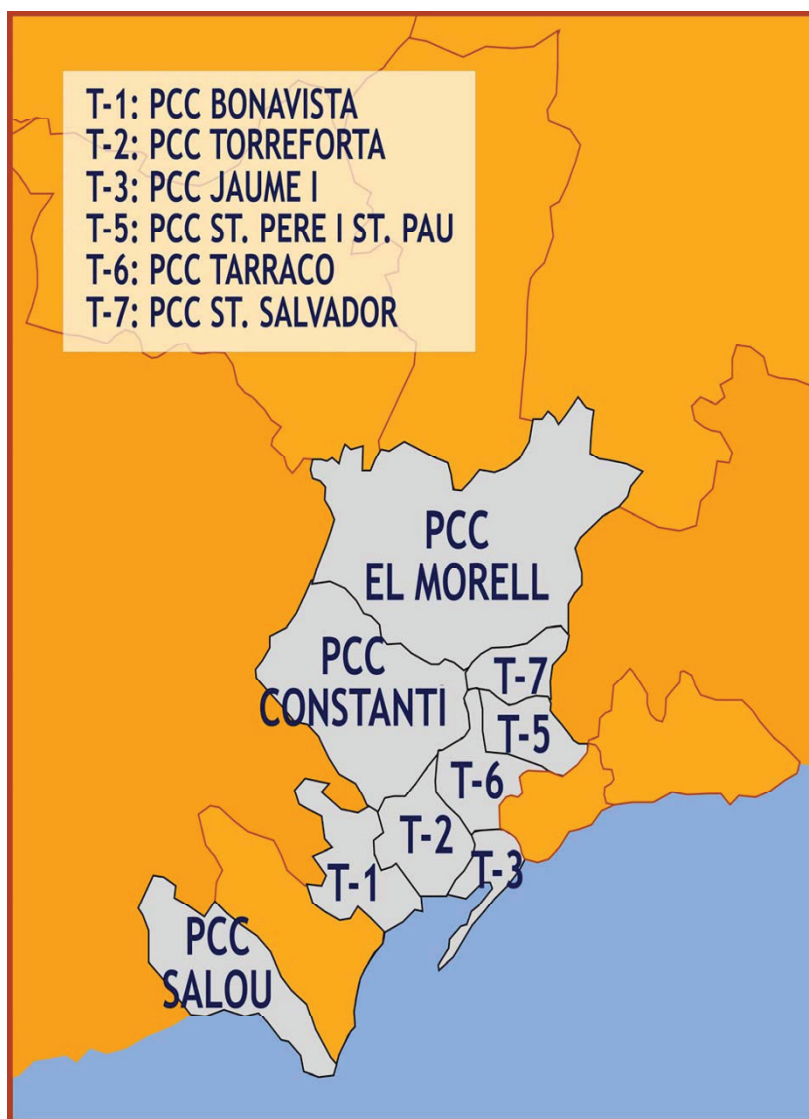 T-1: PCC BONAVISTA
T-2: PCC TORREFORTA
T-3: PCC JAUME I
T-5: PCC ST. PERE I ST. PAU
T-6: PCC TARRACO
T-7: PCC ST. SALVADOR
PCC
EL MORELL
PCC
CONSTANTI
T-7
T-5
T-6
T-2
T-3
T-1
PCC
SALOU